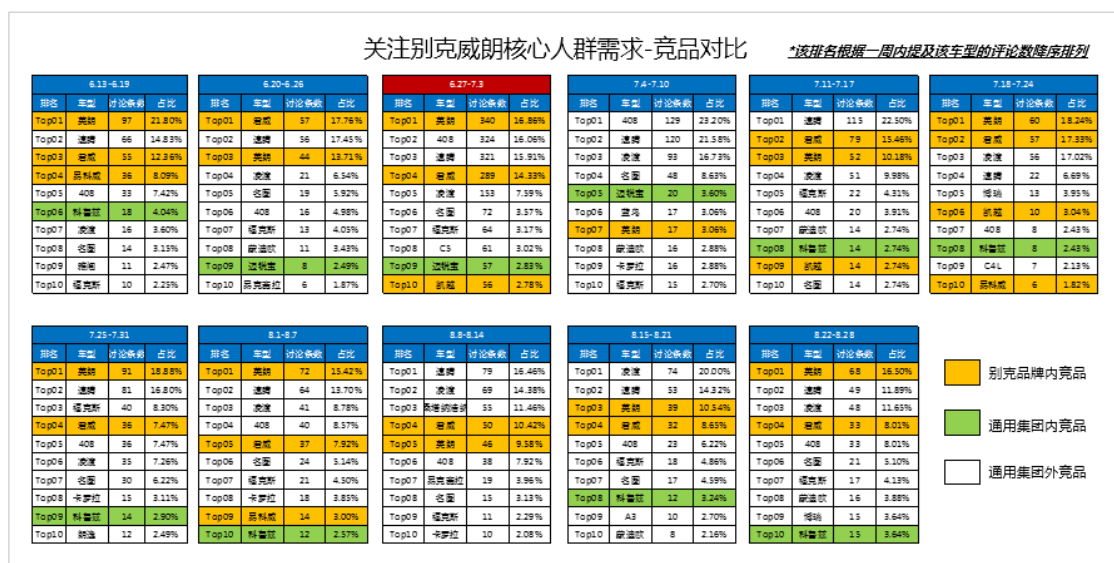 关注别克威朗核心人群需求-竞品对比
*该排名根据一周内提及该车型的评论数降序排列
6.13-6.19
排名 车型 讨论条数 占比
Top01 英朗 97 21.80%
Top02 速腾 66 14.83%
Top03 君威 55 12.36%
Top04 昂科威 36 8.09%
Top05 408 33 7.42%
Top06 科鲁兹 18 4.04%
Top07 凌渡 16 3.60%
Top08 名图 14 3.15%
Top09 雅阁 11 2.47%
Top10 福克斯 10 2.25%
6.20-6.26
排名 车型 讨论条数 占比
Top01 君威 57 17.76%
Top02 速腾 56 17.45%
Top03 英朗 44 13.71%
Top04 凌渡 21 6.54%
Top05 名图 19 5.92%
Top06 408 16 4.98%
Top07 福克斯 13 4.05%
Top08 蒙迪欧 11 3.43%
Top09 迈锐宝 8 2.49%
Top10 昂克赛拉 6 1.87%
6.27-7.3
排名 车型 讨论条数 占比
Top01 英朗 340 16.86%
Top02 408 324 16.06%
Top03 速腾 321 15.91%
Top04 君威 289 14.33%
Top05 凌渡 153 7.59%
Top06 名图 72 3.57%
Top07 福克斯 64 3.17%
Top08 C5 61 3.02%
Top09 迈锐宝 57 2.83%
Top10 凯越 56 2.78%
7.4-7.10
排名 车型 讨论条数 占比
Top01 408 129 23.20%
Top02 速腾 120 21.58%
Top03 凌渡 93 16.73%
Top04 名图 48 8.63%
Top05 迈锐宝 20 3.60%
Top06 蓝鸟 17 3.06%
Top07 英朗 17 3.06%
Top08 蒙迪欧 16 2.88%
Top09 卡罗拉 16 2.88%
Top10 福克斯 15 2.70%
7.11-7.17
排名 车型 讨论条数 占比
Top01 速腾 115 22.50%
Top02 君威 79 15.46%
Top03 英朗 52 10.18%
Top04 凌渡 51 9.98%
Top05 福克斯 22 4.31%
Top06 408 20 3.91%
Top07 蒙迪欧 14 2.74%
Top08 科鲁兹 14 2.74%
Top09 凯越 14 2.74%
Top10 名图 14 2.74%
7.18-7.24
排名 车型 讨论条数 占比
Top01 英朗 60 18.24%
Top02 君威 57 17.33%
Top03 凌渡 56 17.02%
Top04 速腾 22 6.69%
Top05 博瑞 13 3.95%
Top06 凯越 10 3.04%
Top07 408 8 2.43%
Top08 科鲁兹 8 2.43%
Top09 C4L 7 2.13%
Top10 昂科威 6 1.82%
7.25-7.31
排名 车型 讨论条数 占比
Top01 英朗 91 18.88%
Top02 速腾 81 16.80%
Top03 福克斯 40 8.30%
Top04 君威 36 7.47%
Top05 408 36 7.47%
Top06 凌渡 35 7.26%
Top07 名图 30 6.22%
Top08 卡罗拉 15 3.11%
Top09 科鲁兹 14 2.90%
Top10 朗逸 12 2.49%
8.1-8.7
排名 车型 讨论条数 占比
Top01 英朗 72 15.42%
Top02 速腾 64 13.70%
Top03 凌渡 41 8.78%
Top04 408 40 8.57%
Top05 君威 37 7.92%
Top06 名图 24 5.14%
Top07 福克斯 21 4.50%
Top08 卡罗拉 18 3.85%
Top09 昂科威 14 3.00%
Top10 科鲁兹 12 2.57%
8.8-8.14
排名 车型 讨论条数 占比
Top01 速腾 79 16.46%
Top02 凌渡 69 14.38%
Top03 桑塔纳浩纳 55 11.46%
Top04 君威 50 10.42%
Top05 英朗 46 9.58%
Top06 408 38 7.92%
Top07 昂克赛拉 19 3.96%
Top08 名图 15 3.13%
Top09 福克斯 11 2.29%
Top10 卡罗拉 10 2.08%
8.15-8.21
排名 车型 讨论条数 占比
Top01 凌渡 74 20.00%
Top02 速腾 53 14.32%
Top03 英朗 39 10.54%
Top04 君威 32 8.65%
Top05 408 23 6.22%
Top06 福克斯 18 4.86%
Top07 名图 17 4.59%
Top08 科鲁兹 12 3.24%
Top09 A3 10 2.70%
Top10 蒙迪欧 8 2.16%
8.22-8.28
排名 车型 讨论条数 占比
Top01 英朗 68 16.50%
Top02 速腾 49 11.89%
Top03 凌渡 48 11.65%
Top04 君威 33 8.01%
Top05 408 33 8.01%
Top06 名图 21 5.10%
Top07 福克斯 17 4.13%
Top08 蒙迪欧 16 3.88%
Top09 博瑞 15 3.64%
Top10 科鲁兹 15 3.64%
别克品牌内竞品
通用集团内竞品
通用集团外竞品